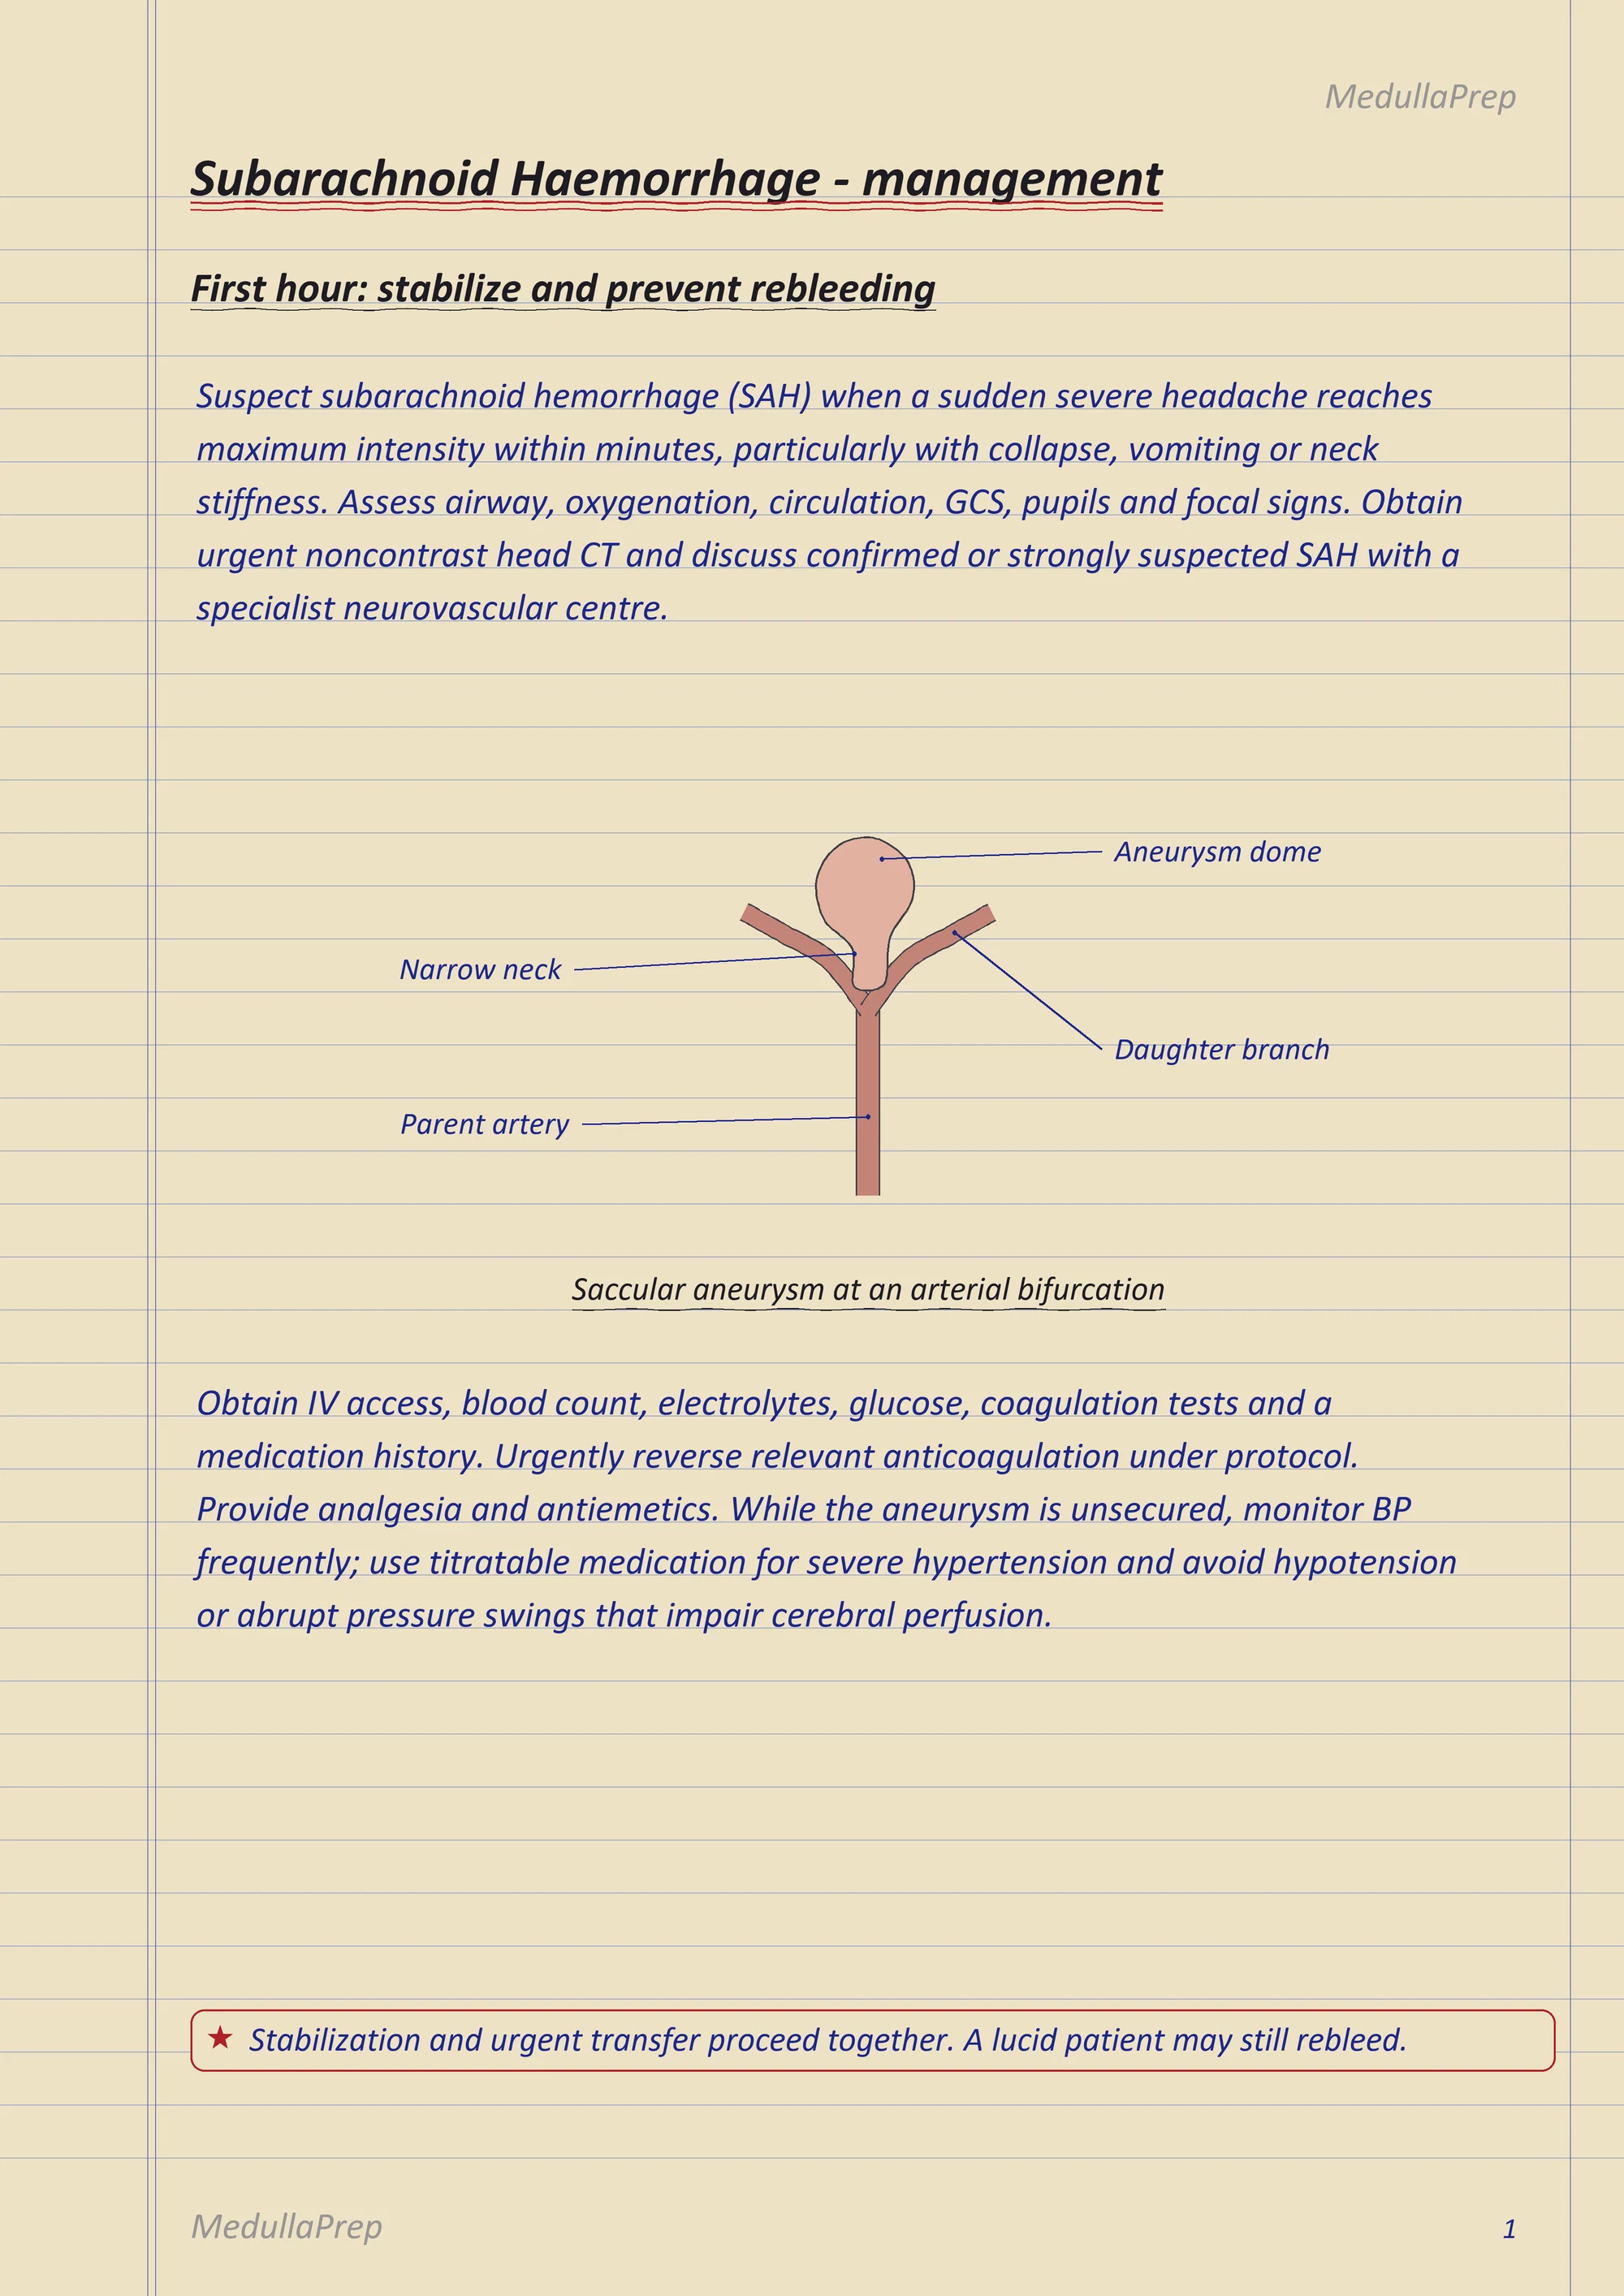 MedullaPrep
Subarachnoid Haemorrhage - management
First hour: stabilize and prevent rebleeding
Suspect subarachnoid hemorrhage (SAH) when a sudden severe headache reaches
maximum intensity within minutes, particularly with collapse, vomiting or neck
stiffness. Assess airway, oxygenation, circulation, GCS, pupils and focal signs. Obtain
urgent noncontrast head CT and discuss confirmed or strongly suspected SAH with a
specialist neurovascular centre.
Aneurysm dome
Narrow neck
Daughter branch
Parent artery
Saccular aneurysm at an arterial bifurcation
Obtain IV access, blood count, electrolytes, glucose, coagulation tests and a
medication history. Urgently reverse relevant anticoagulation under protocol.
Provide analgesia and antiemetics. While the aneurysm is unsecured, monitor BP
frequently; use titratable medication for severe hypertension and avoid hypotension
or abrupt pressure swings that impair cerebral perfusion.
★ Stabilization and urgent transfer proceed together. A lucid patient may still rebleed.
MedullaPrep
1